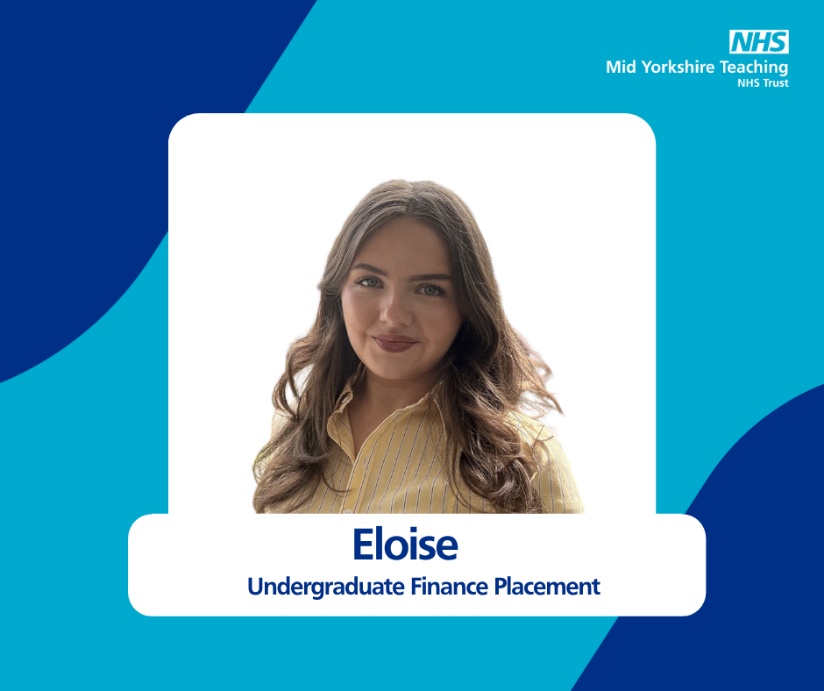 NHS
Mid Yorkshire Teaching
NHS Trust
Eloise
Undergraduate Finance Placement